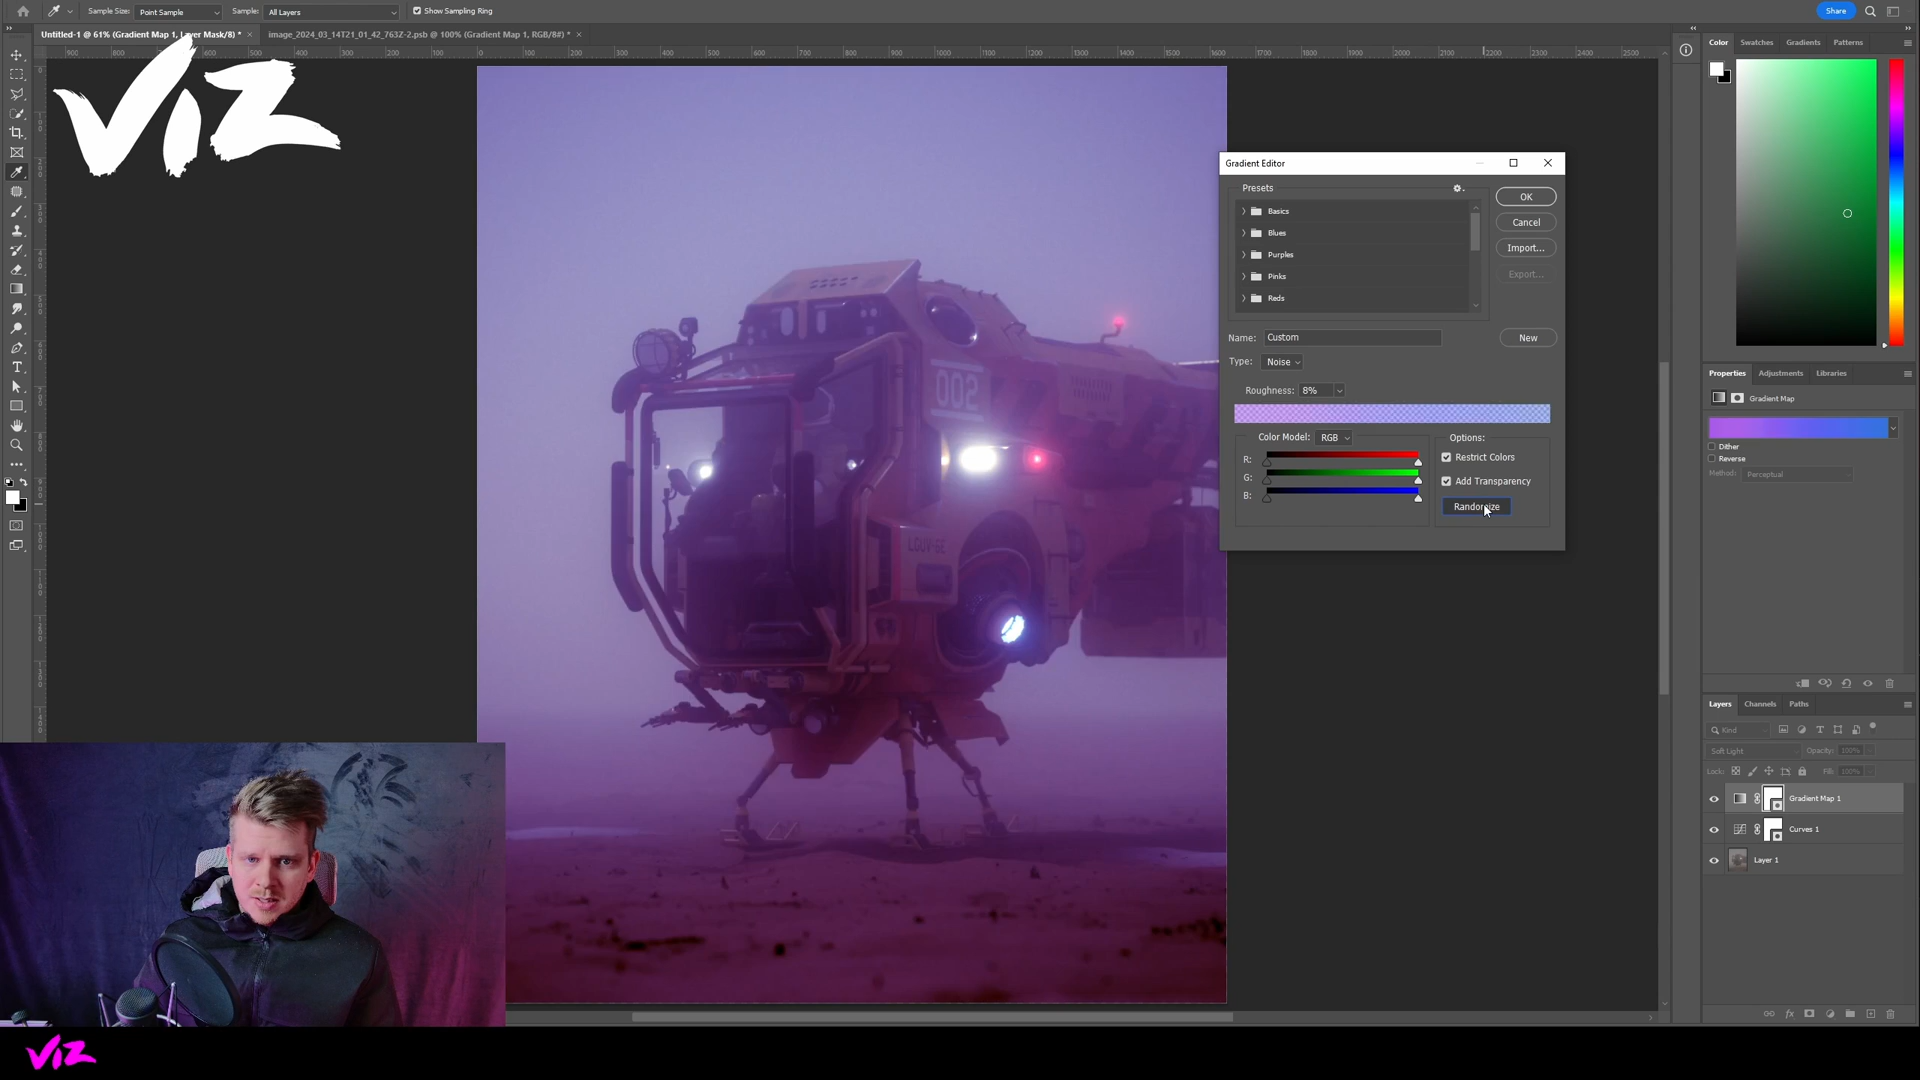 Sample Size: Point Sample Sample: All Layers Show Sampling Ring Share
Untitled-1 @ 61% (Gradient Map 1, Layer Mask/8) * × image_2024_03_14T21_01_42_763Z-2.psb @ 100% (Gradient Map 1, RGB/8#) * ×
ViZ
002
LGUV-5E
Gradient Editor
Presets
Basics
Blues
Purples
Pinks
Reds
OK
Cancel
Import...
Export...
Name: Custom
New
Type: Noise
Roughness: 8%
Color Model: RGB
R:
G:
B:
Options:
Restrict Colors
Add Transparency
Randomize
Color Swatches Gradients Patterns
Properties Adjustments Libraries
Gradient Map
Dither
Reverse
Method: Perceptual
Layers Channels Paths
Kind
Soft Light Opacity: 100%
Lock: Fill: 100%
Gradient Map 1
Curves 1
Layer 1
ViZ